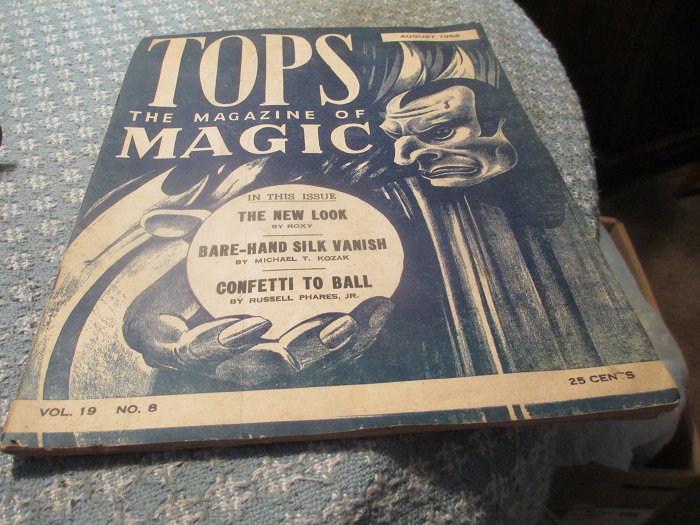 TOPS
AUGUST 1954
THE MAGAZINE OF
MAGIC
IN THIS ISSUE
THE NEW LOOK
BY ROXY
BARE-HAND SILK VANISH
BY MICHAEL T. KOZAK
CONFETTI TO BALL
BY RUSSELL PHARES, JR.
VOL. 19 NO. 8
25 CENTS